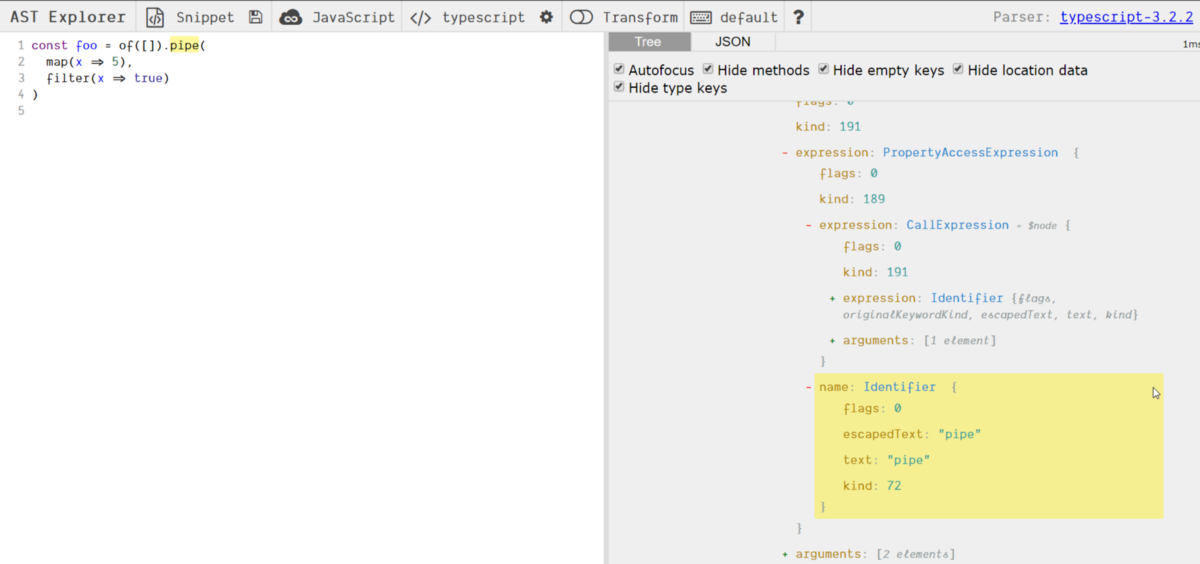 AST Explorer Snippet JavaScript </> typescript Transform default ? Parser: typescript-3.2.2
Tree JSON 1ms
1 const foo = of([]).pipe(
2 map(x ⇒ 5),
3 filter(x ⇒ true)
4 )
5
Autofocus Hide methods Hide empty keys Hide location data
Hide type keys
flags: 0
kind: 191
- expression: PropertyAccessExpression {
flags: 0
kind: 189
- expression: CallExpression = $node {
flags: 0
kind: 191
+ expression: Identifier {flags,
originalKeywordKind, escapedText, text, kind}
+ arguments: [1 element]
}
- name: Identifier {
flags: 0
escapedText: "pipe"
text: "pipe"
kind: 72
}
}
+ arguments: [2 elements]